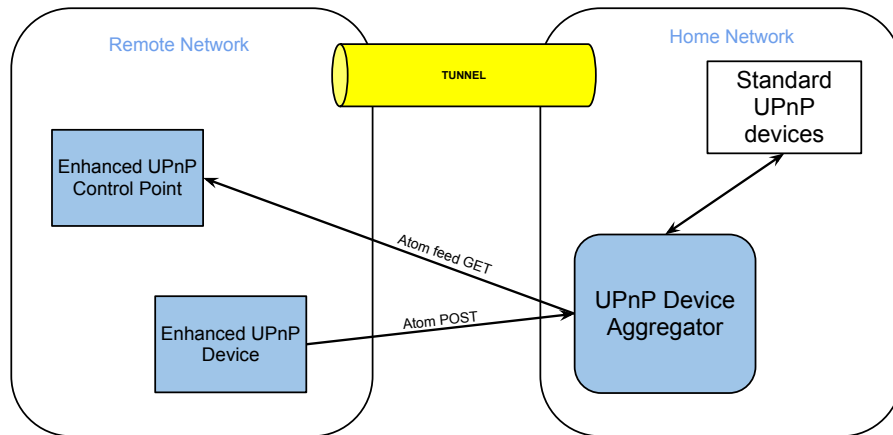 Remote Network
Home Network
TUNNEL
Standard
UPnP
devices
Enhanced UPnP
Control Point
Atom feed GET
UPnP Device
Aggregator
Atom POST
Enhanced UPnP
Device